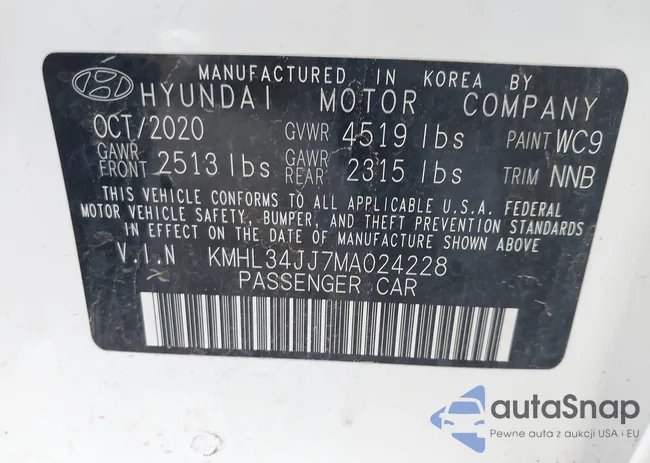 MANUFACTURED IN KOREA BY
HYUNDAI MOTOR COMPANY
OCT/2020 GVWR 4519 lbs PAINT WC9
GAWR FRONT 2513 lbs GAWR REAR 2315 lbs TRIM NNB
THIS VEHICLE CONFORMS TO ALL APPLICABLE U.S.A. FEDERAL
MOTOR VEHICLE SAFETY, BUMPER, AND THEFT PREVENTION STANDARDS
IN EFFECT ON THE DATE OF MANUFACTURE SHOWN ABOVE.
V.I.N KMHL34JJ7MA024228
PASSENGER CAR
autaSnap
Pewne auta z aukcji USA i EU